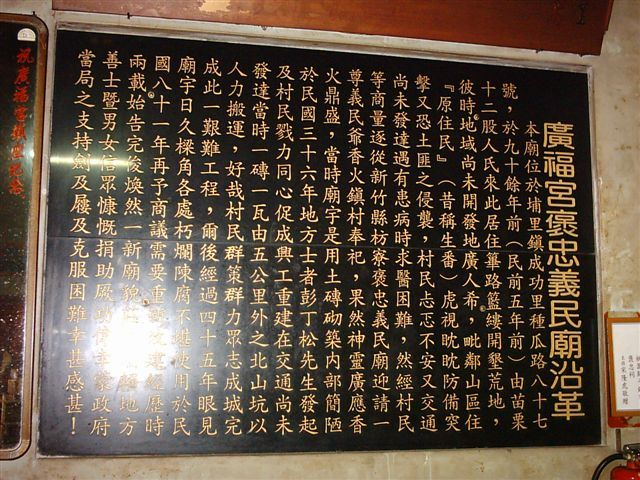 廣福宮褒忠義民廟沿革
本廟位於埔里鎮成功里種瓜路八十七
號，於九十餘年前（民前五年前）由苗栗
十二股人民來此居住篳路籃縷開墾荒地，
彼時地域尚未開發地廣人希，毗鄰山區住
『原住民』（昔稱生番）虎視眈眈防備突
擊又恐土匪之侵襲，村民忐忑不安又交通
尚未發達遇有患病時求醫困難，然經村民
等商量逐從新竹縣枋寮褒忠義民廟迎請一
尊義民爺香火鎮村奉祀，果然神靈廣應香
火鼎盛，當時廟宇是用土磚砌築內部簡陋
於民國三十六年地方士者彭丁松先生發起
及村民戮力同心促成興工重建在交通尚未
發達當時一磚一瓦由五公里外之北山坑以
人力搬運，好我村民群策群力眾志成城完
成此一艱難工程，爾後經過四十五年眼見
廟宇日久樑角各處朽爛陳腐不堪使用於民
國八十一年再予商議需要重建經歷時
兩載始告完俊煥然一新廟貌地方
善士暨男女信眾慷慨捐助厥功偉幸蒙政府
當局之支持劍及屨及克服困難幸甚感甚！
祝廣福宮